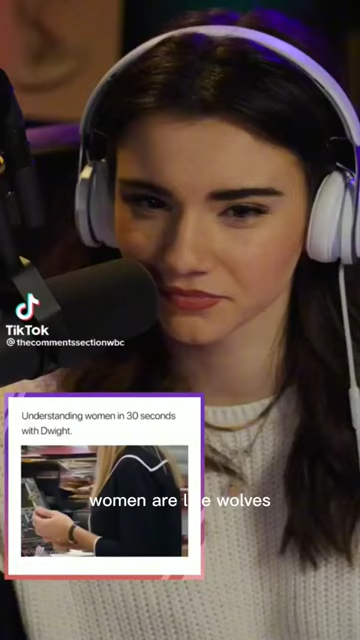 TikTok
@thecommentssectionwbc
Understanding women in 30 seconds
with Dwight.
women are like wolves